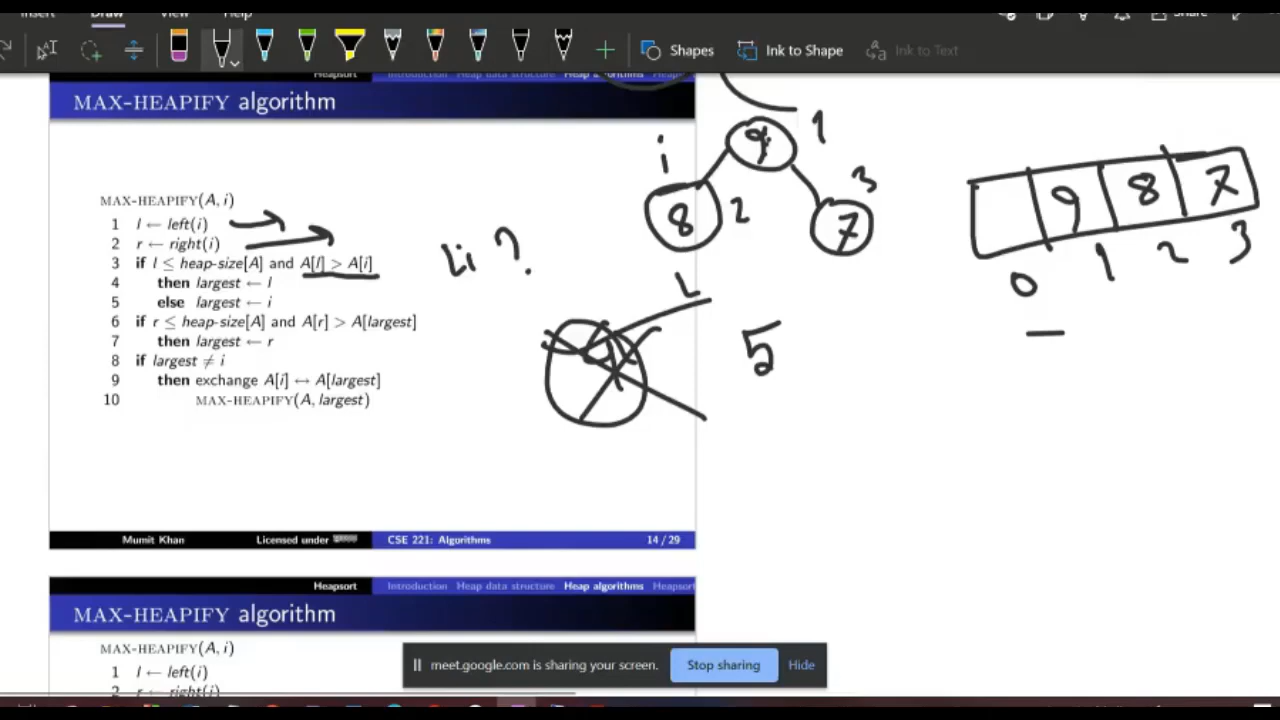 Insert Draw View Help Share
Shapes Ink to Shape Ink to Text
Heapsort Introduction Heap data structure Heap algorithms Heaps
MAX-HEAPIFY algorithm
MAX-HEAPIFY(A, i)
1 l ← left(i)
2 r ← right(i)
3 if l ≤ heap-size[A] and A[l] > A[i]
4 then largest ← l
5 else largest ← i
6 if r ≤ heap-size[A] and A[r] > A[largest]
7 then largest ← r
8 if largest ≠ i
9 then exchange A[i] ↔ A[largest]
10 MAX-HEAPIFY(A, largest)
Li ?
i
9 1
8 2
7 3
L
5
9 8 7
0 1 2 3
Mumit Khan Licensed under CSE 221: Algorithms 14 / 29
Heapsort Introduction Heap data structure Heap algorithms Heapsort
MAX-HEAPIFY algorithm
MAX-HEAPIFY(A, i)
1 l ← left(i)
2 r ← right(i)
meet.google.com is sharing your screen. Stop sharing Hide